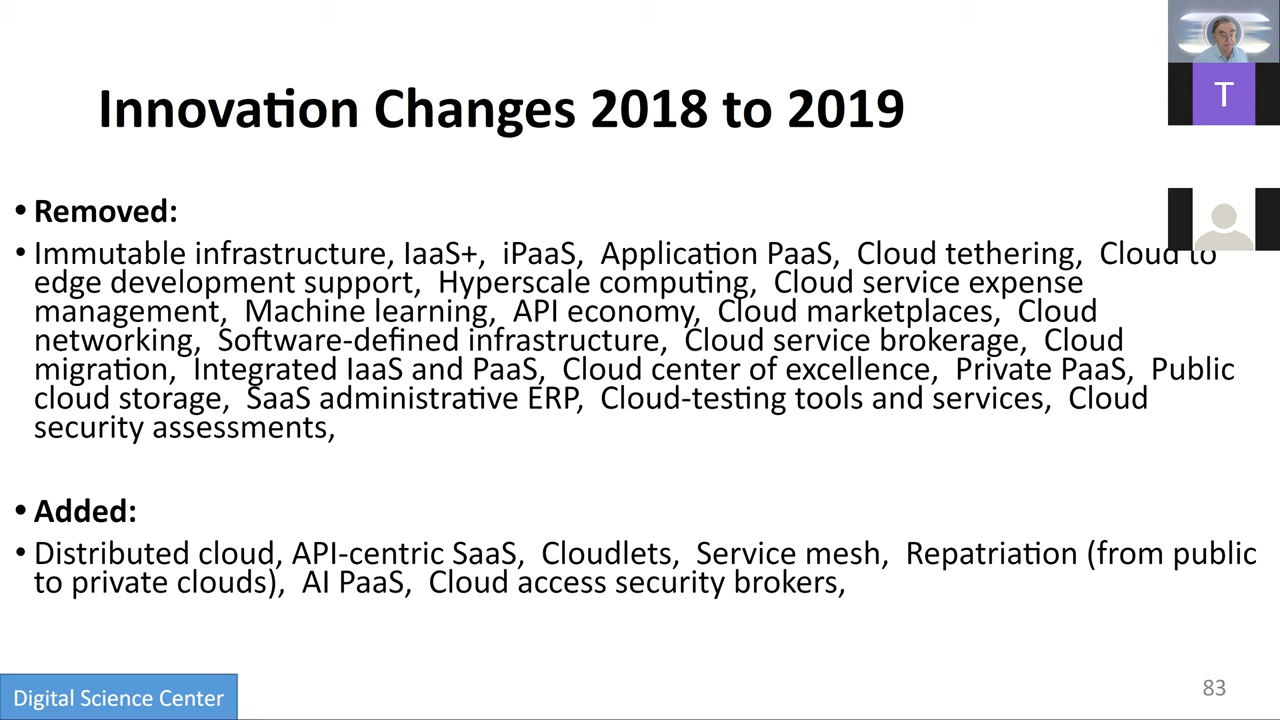 Innovation Changes 2018 to 2019
T
• Removed:
• Immutable infrastructure, IaaS+, iPaaS, Application PaaS, Cloud tethering, Cloud to
edge development support, Hyperscale computing, Cloud service expense
management, Machine learning, API economy, Cloud marketplaces, Cloud
networking, Software-defined infrastructure, Cloud service brokerage, Cloud
migration, Integrated IaaS and PaaS, Cloud center of excellence, Private PaaS, Public
cloud storage, SaaS administrative ERP, Cloud-testing tools and services, Cloud
security assessments,
• Added:
• Distributed cloud, API-centric SaaS, Cloudlets, Service mesh, Repatriation (from public
to private clouds), AI PaaS, Cloud access security brokers,
Digital Science Center
83